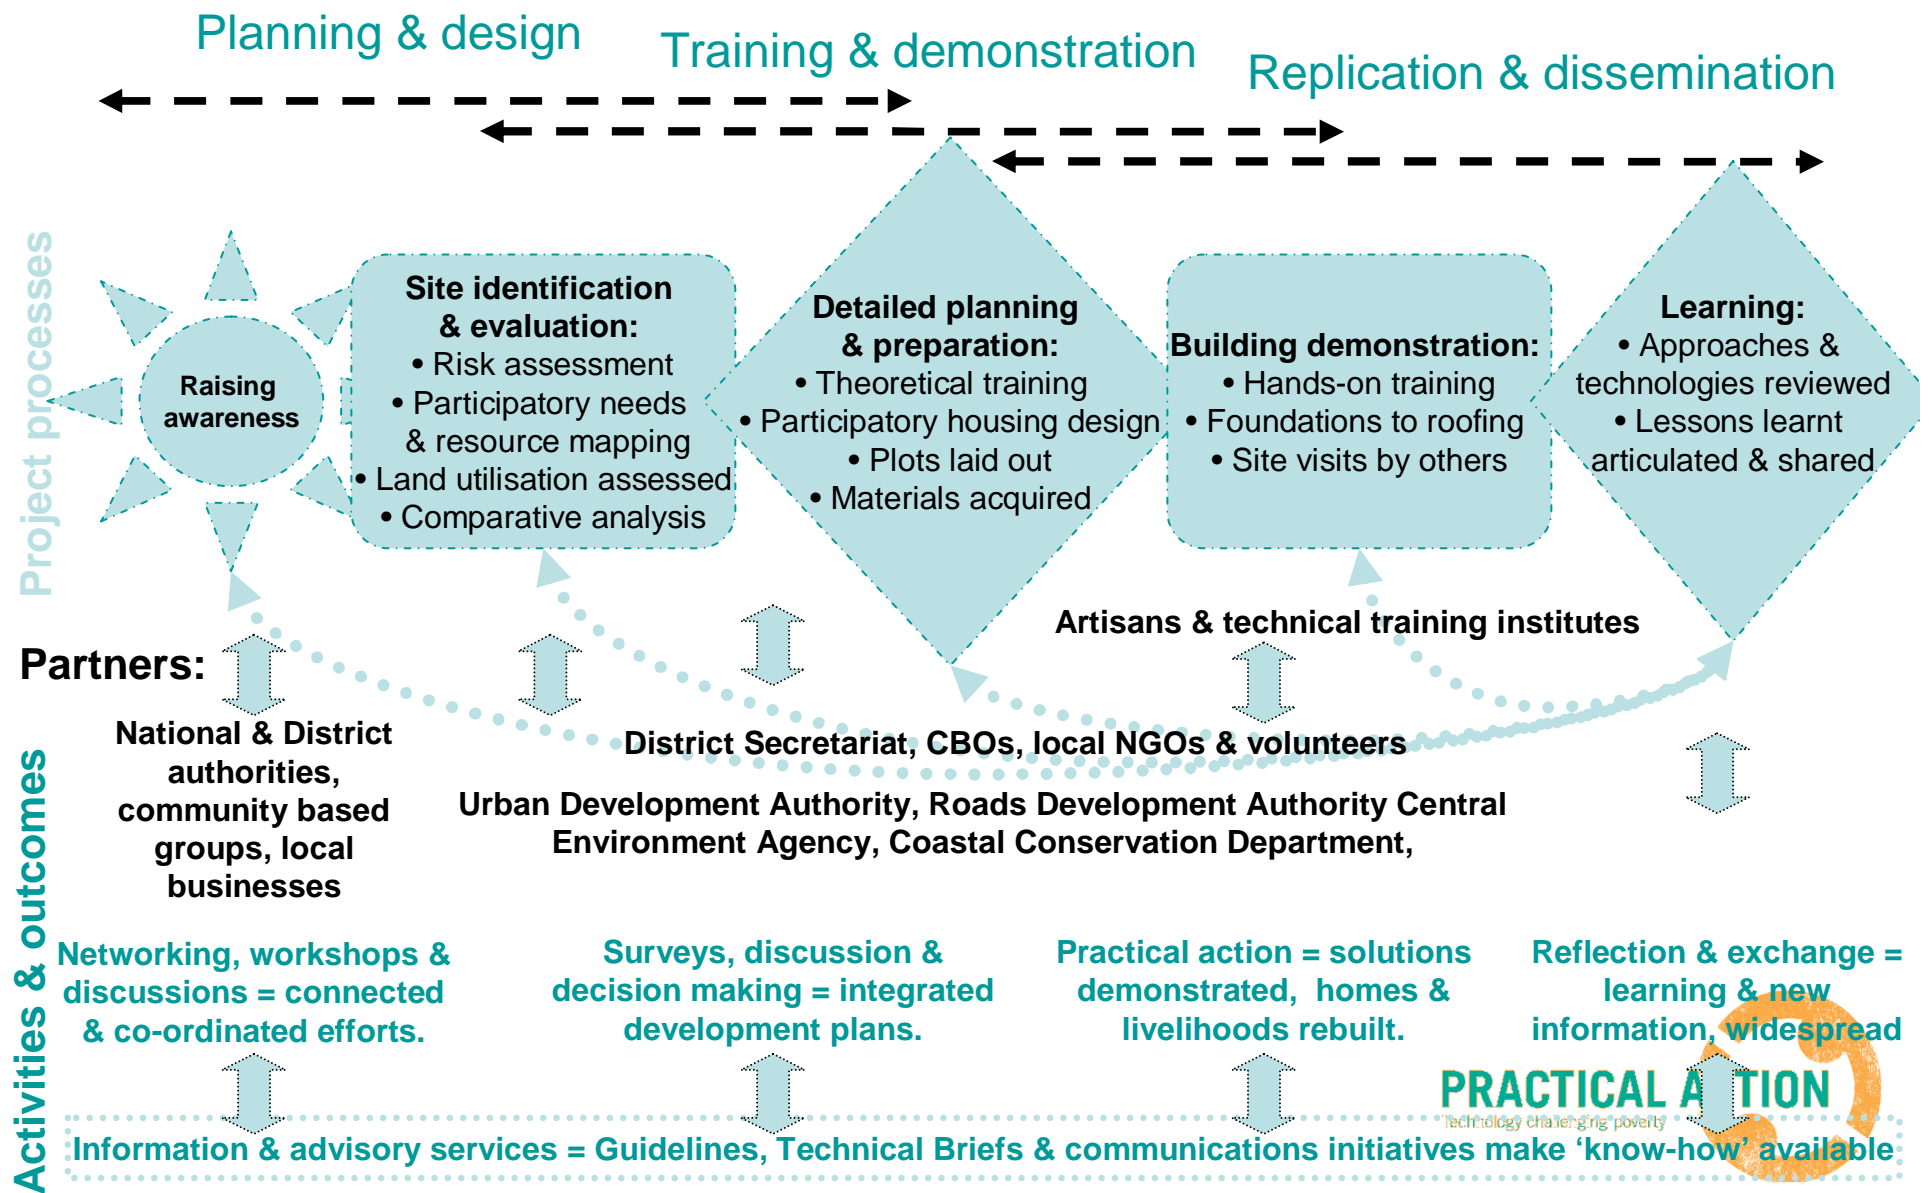 Planning & design
Training & demonstration
Replication & dissemination
Project processes
Raising
awareness
Site identification
& evaluation:
• Risk assessment
• Participatory needs
& resource mapping
• Land utilisation assessed
• Comparative analysis
Detailed planning
& preparation:
• Theoretical training
• Participatory housing design
• Plots laid out
• Materials acquired
Building demonstration:
• Hands-on training
• Foundations to roofing
• Site visits by others
Learning:
• Approaches &
technologies reviewed
• Lessons learnt
articulated & shared
Partners:
Artisans & technical training institutes
National & District
authorities,
community based
groups, local
businesses
District Secretariat, CBOs, local NGOs & volunteers
Urban Development Authority, Roads Development Authority Central
Environment Agency, Coastal Conservation Department,
Activities & outcomes
Networking, workshops &
discussions = connected
& co-ordinated efforts.
Surveys, discussion &
decision making = integrated
development plans.
Practical action = solutions
demonstrated, homes &
livelihoods rebuilt.
Reflection & exchange =
learning & new
information, widespread
PRACTICAL ACTION
Technology challenging poverty
Information & advisory services = Guidelines, Technical Briefs & communications initiatives make ‘know-how’ available